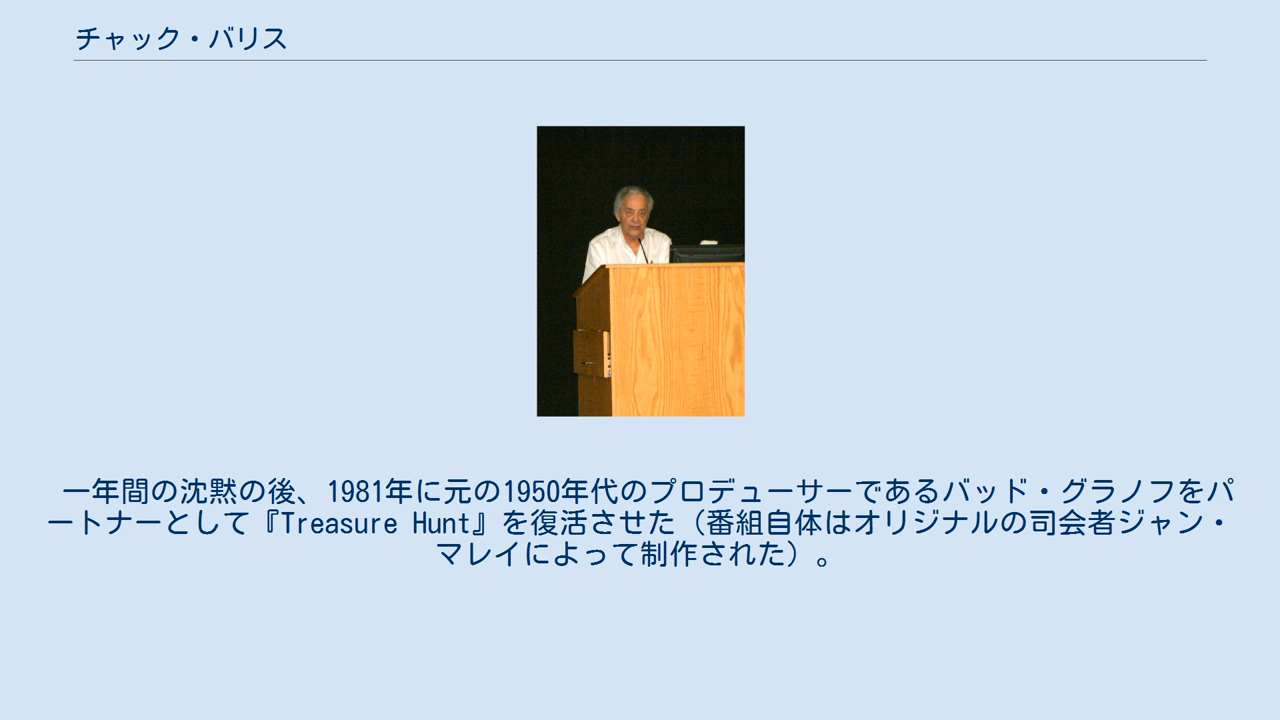 チャック・バリス
一年間の沈黙の後、1981年に元の1950年代のプロデューサーであるバッド・グラノフをパ
ートナーとして『Treasure Hunt』を復活させた（番組自体はオリジナルの司会者ジャン・
マレイによって制作された）。